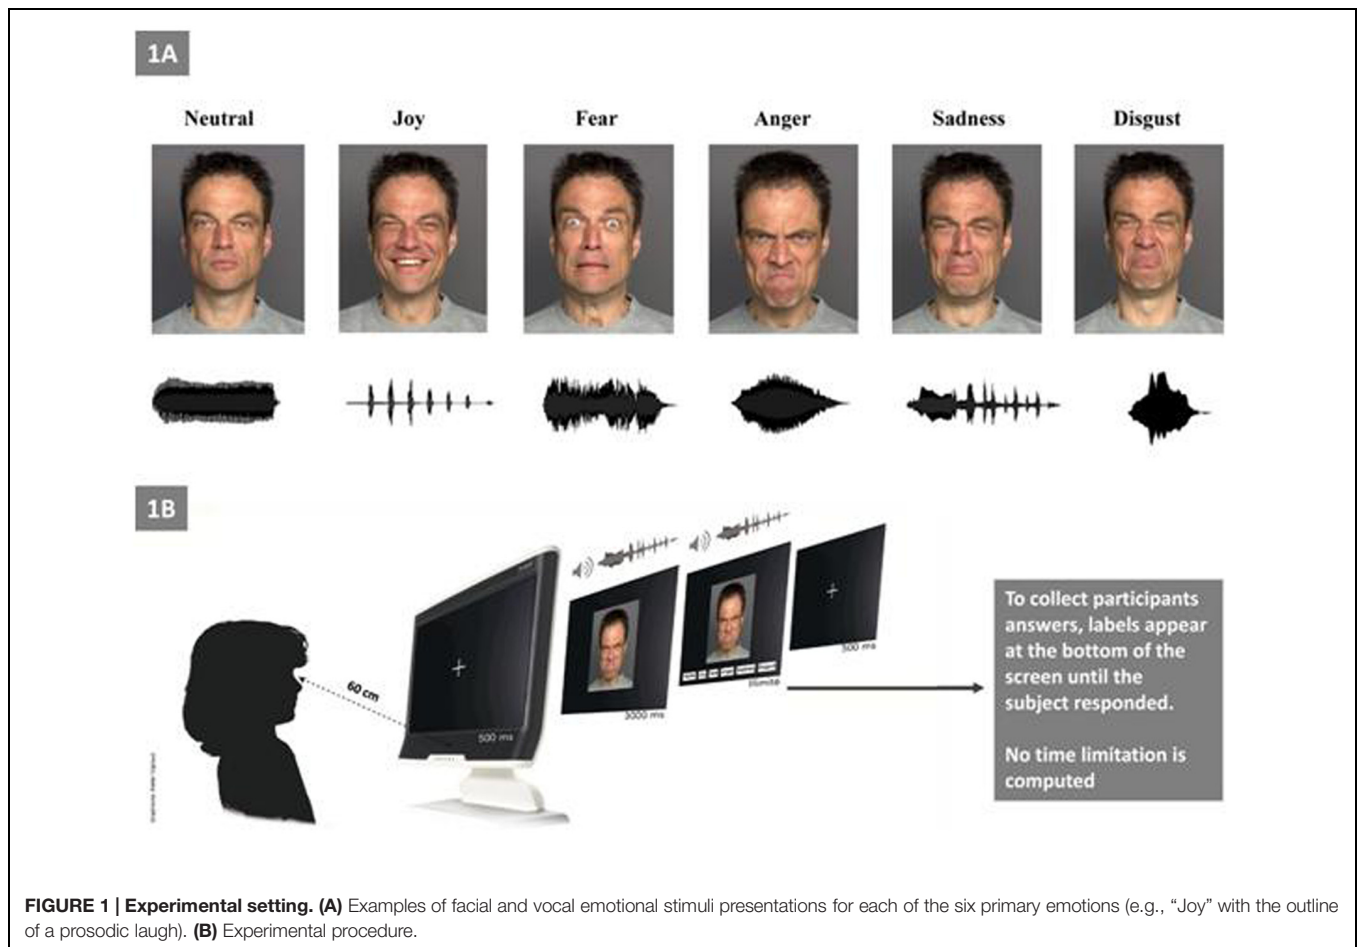 1A
Neutral Joy Fear Anger Sadness Disgust
1B
60 cm
500 ms
3000 ms
Illimité
500 ms
To collect participants
answers, labels appear
at the bottom of the
screen until the
subject responded.
No time limitation is
computed
FIGURE 1 | Experimental setting. (A) Examples of facial and vocal emotional stimuli presentations for each of the six primary emotions (e.g., “Joy” with the outline
of a prosodic laugh). (B) Experimental procedure.